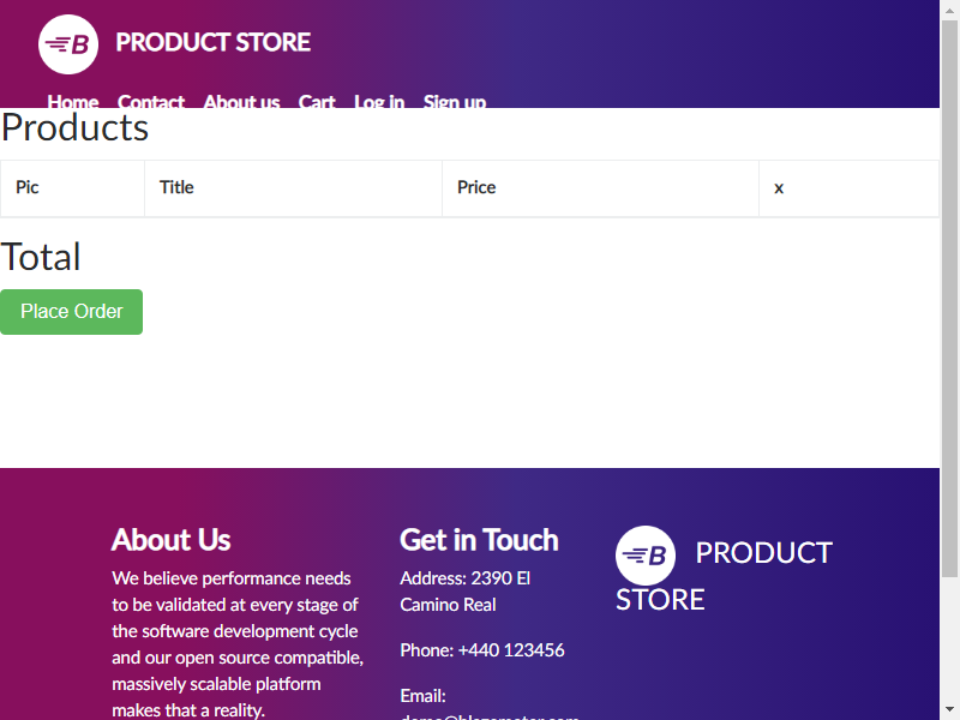 B PRODUCT STORE
Home Contact About us Cart Log in Sign up
Products
Pic Title Price x
Total
Place Order
About Us
We believe performance needs
to be validated at every stage of
the software development cycle
and our open source compatible,
massively scalable platform
makes that a reality.
Get in Touch
Address: 2390 El
Camino Real
Phone: +440 123456
Email:
demo@blazemeter.com
B PRODUCT
STORE